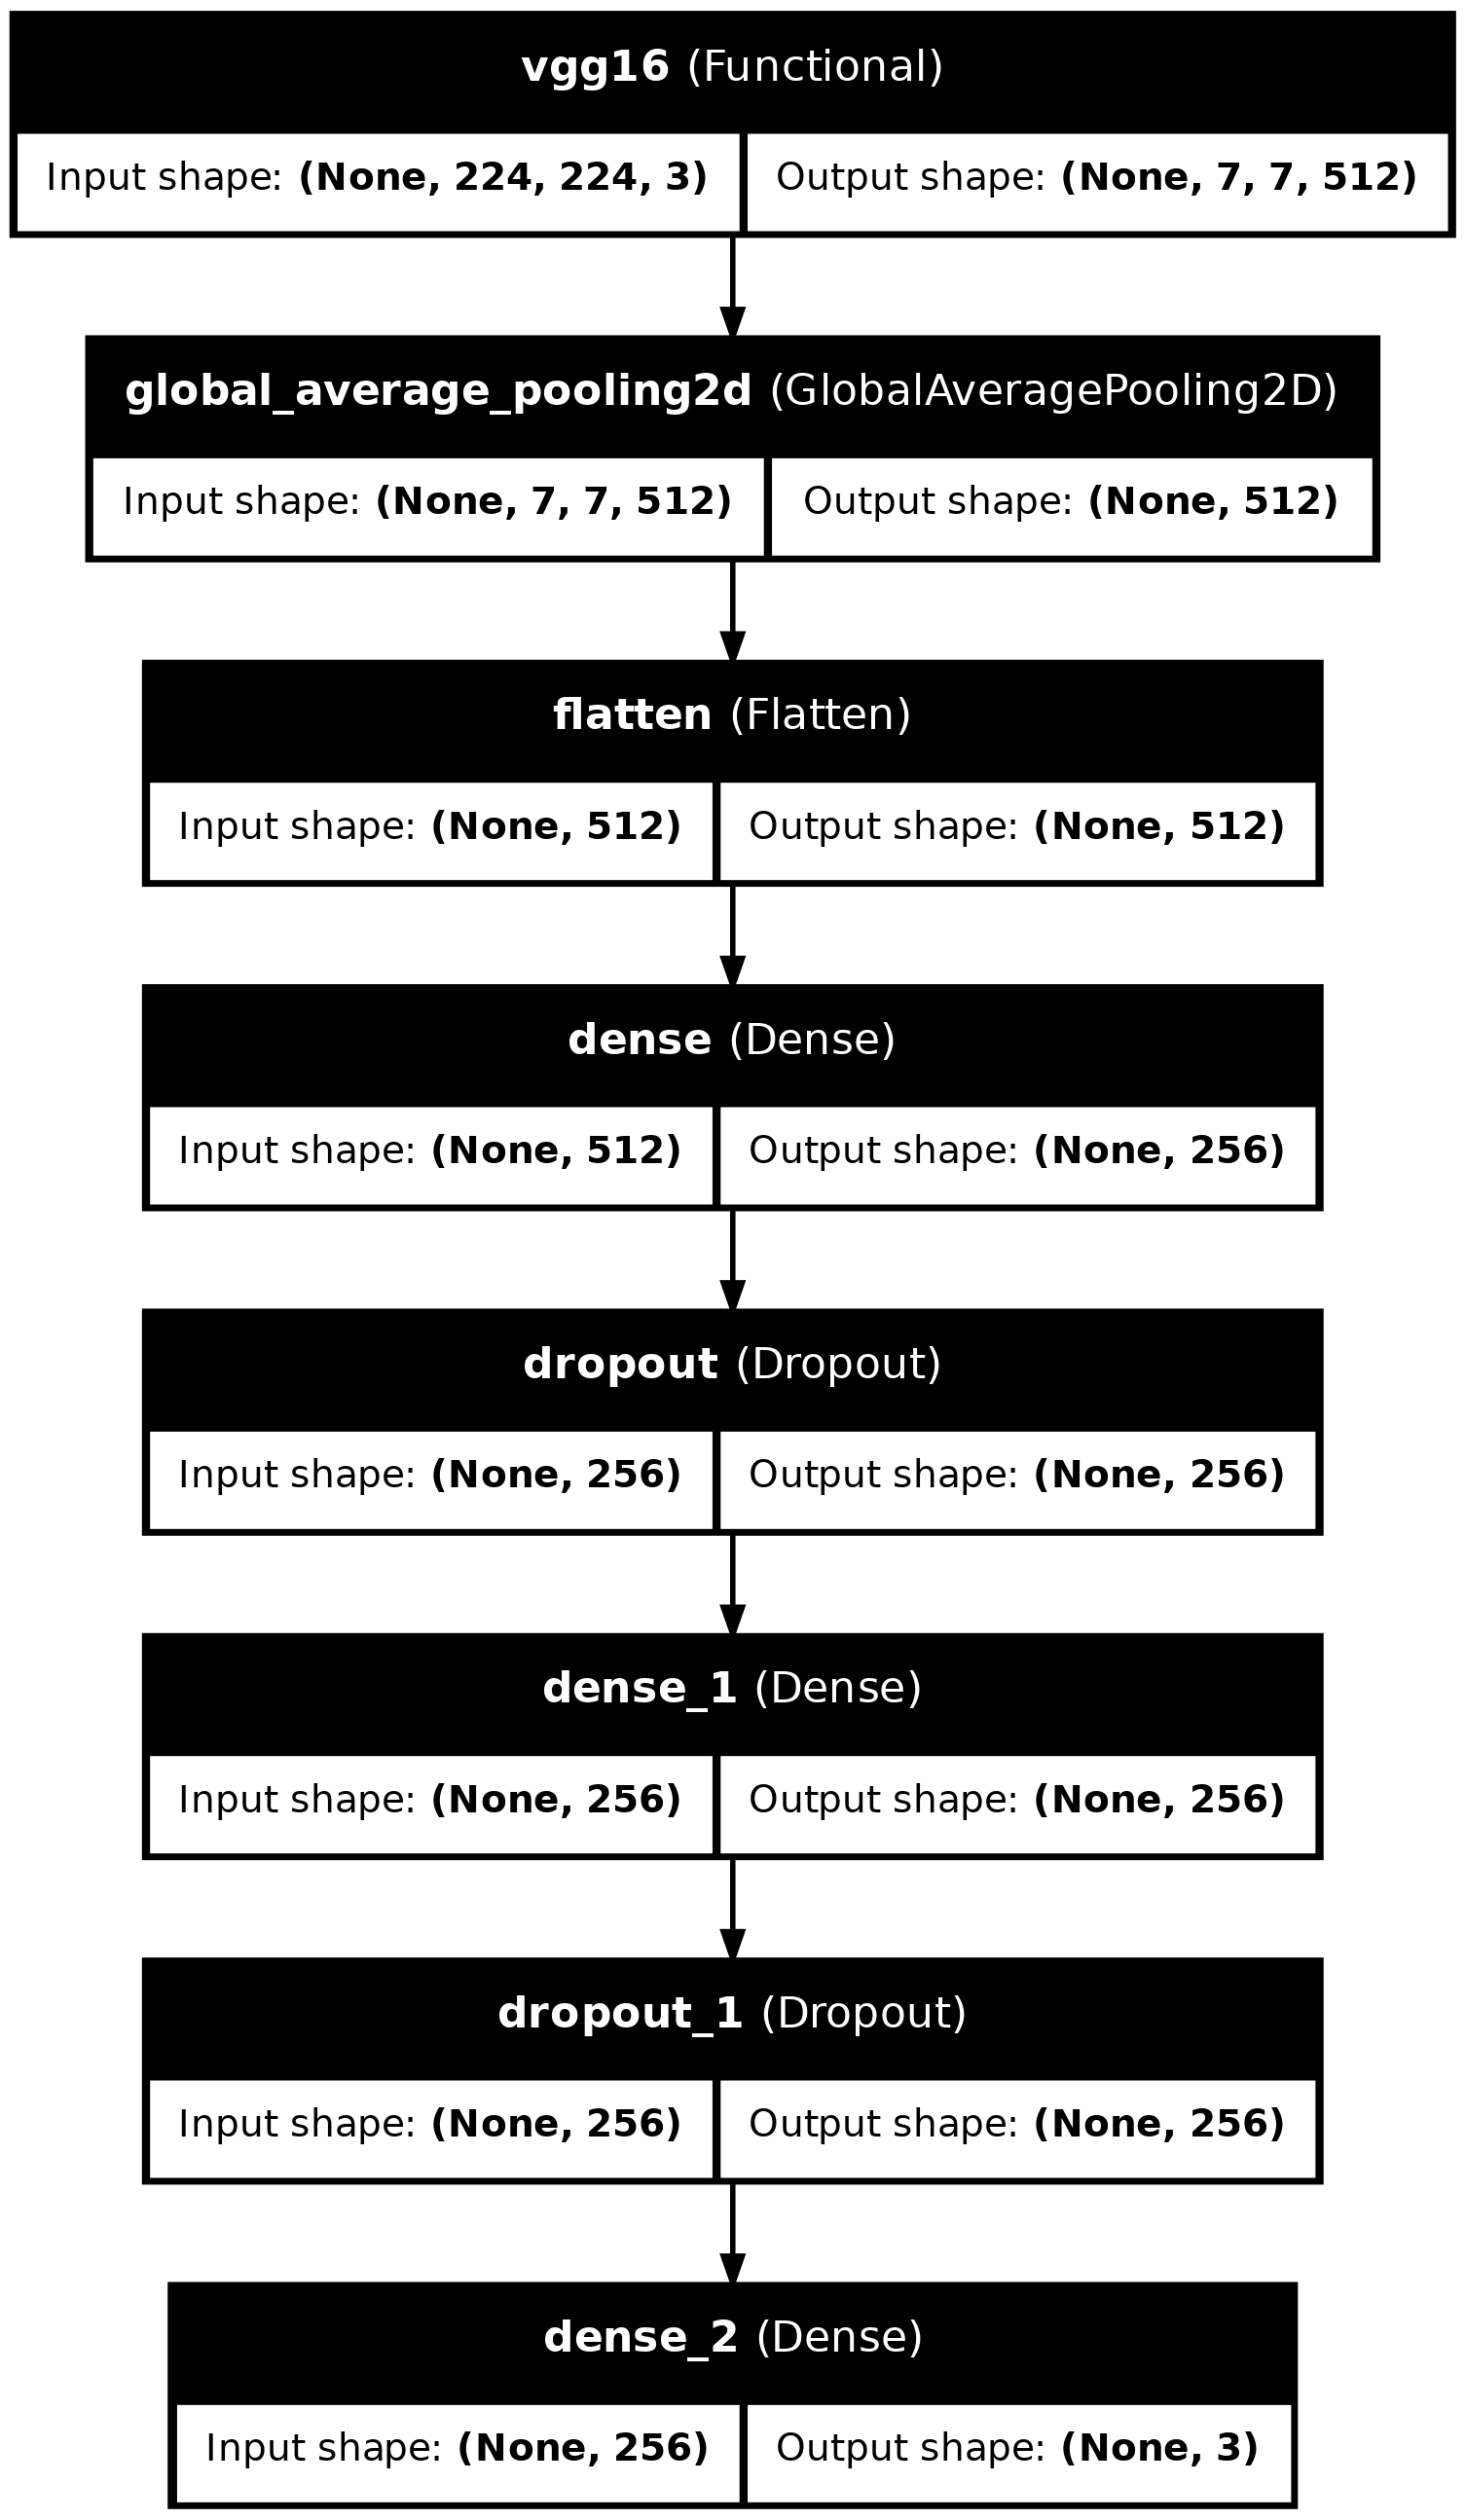 vgg16 (Functional)
Input shape: (None, 224, 224, 3) Output shape: (None, 7, 7, 512)
global_average_pooling2d (GlobalAveragePooling2D)
Input shape: (None, 7, 7, 512) Output shape: (None, 512)
flatten (Flatten)
Input shape: (None, 512) Output shape: (None, 512)
dense (Dense)
Input shape: (None, 512) Output shape: (None, 256)
dropout (Dropout)
Input shape: (None, 256) Output shape: (None, 256)
dense_1 (Dense)
Input shape: (None, 256) Output shape: (None, 256)
dropout_1 (Dropout)
Input shape: (None, 256) Output shape: (None, 256)
dense_2 (Dense)
Input shape: (None, 256) Output shape: (None, 3)